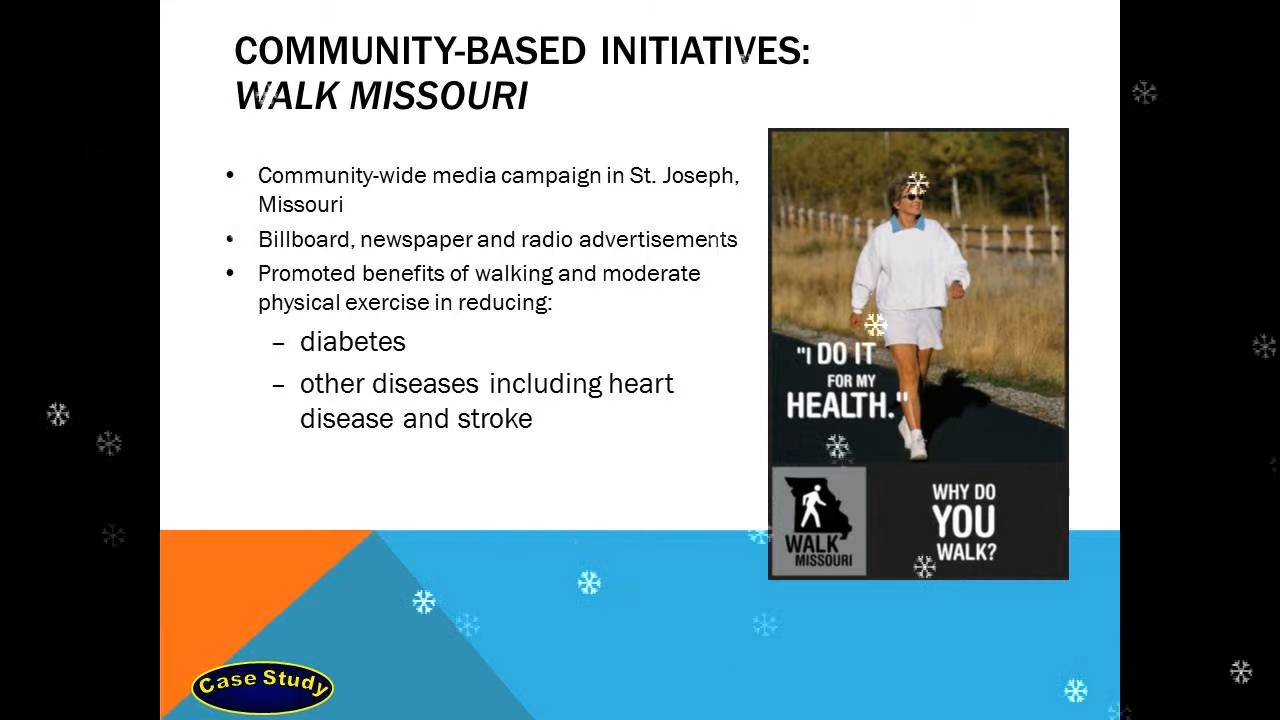 COMMUNITY-BASED INITIATIVES:
WALK MISSOURI
• Community-wide media campaign in St. Joseph,
Missouri
• Billboard, newspaper and radio advertisements
• Promoted benefits of walking and moderate
physical exercise in reducing:
– diabetes
– other diseases including heart
disease and stroke
"I DO IT
FOR MY
HEALTH."
WALK
MISSOURI
WHY DO
YOU
WALK?
Case Study